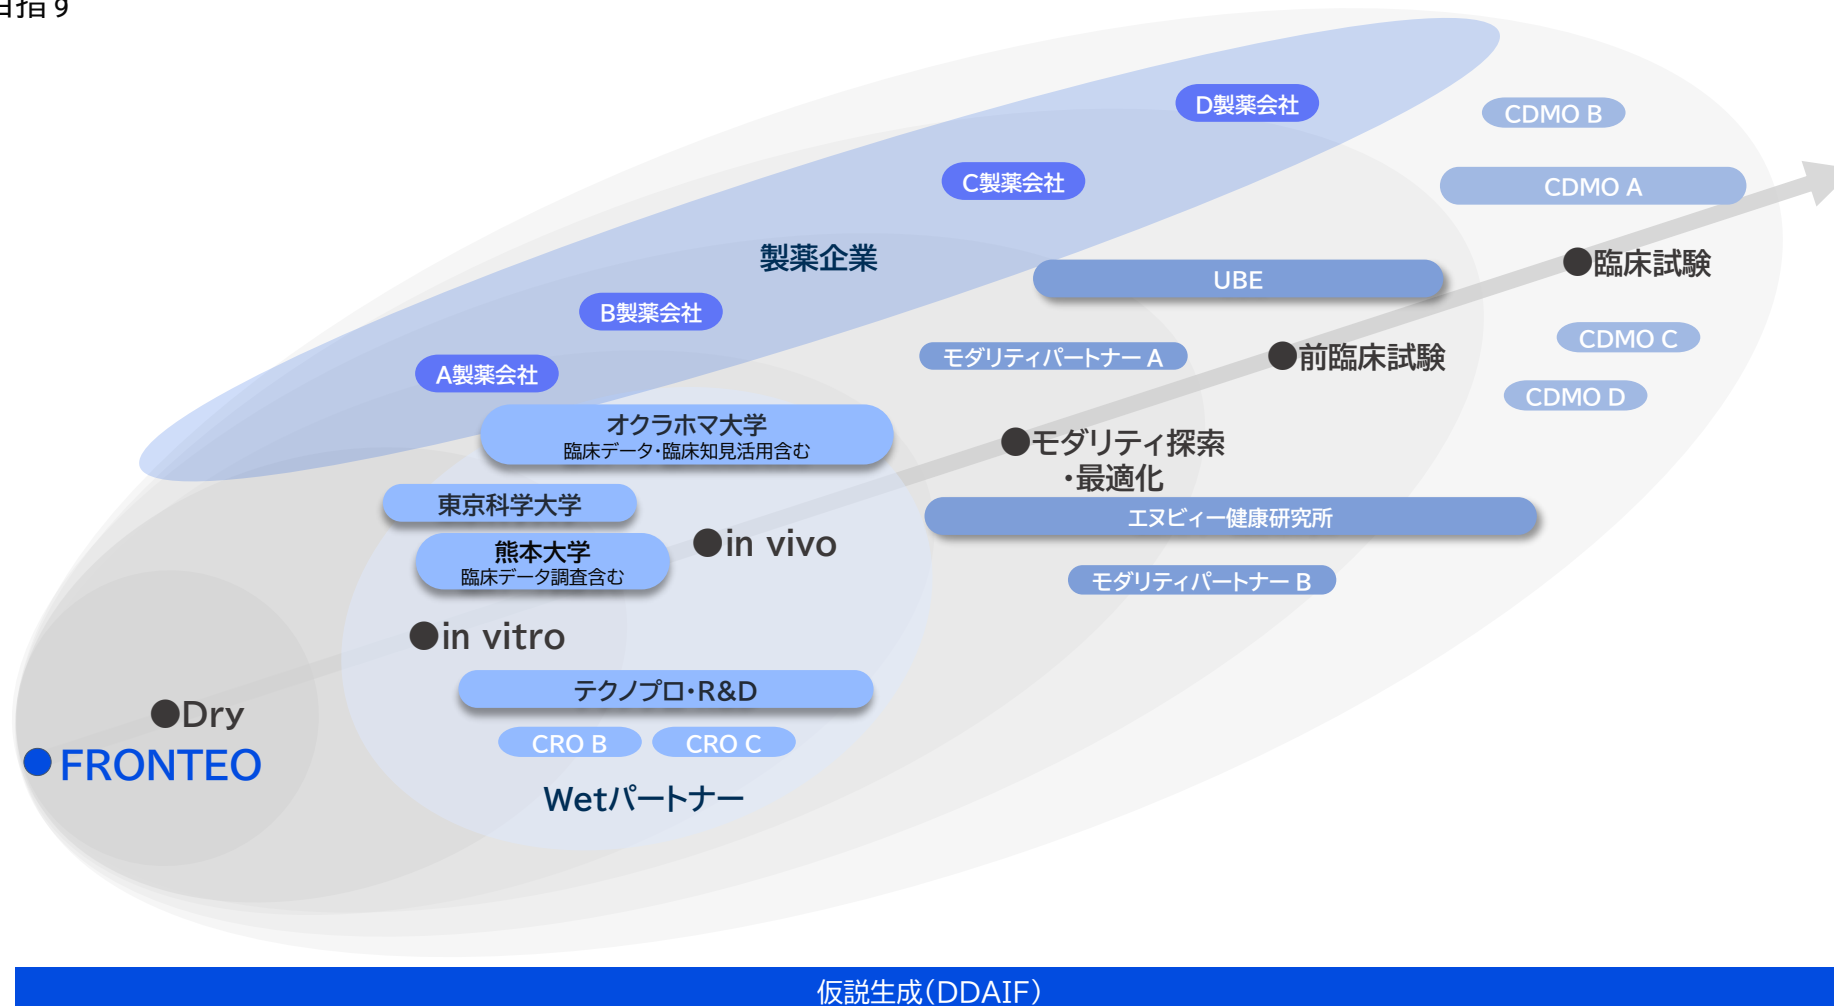 目指す
D製薬会社
CDMO B
C製薬会社
CDMO A
製薬企業
●臨床試験
UBE
B製薬会社
CDMO C
モダリティパートナー A
●前臨床試験
A製薬会社
CDMO D
オクラホマ大学
臨床データ・臨床知見活用含む
●モダリティ探索
・最適化
東京科学大学
エヌビィー健康研究所
●in vivo
熊本大学
臨床データ調査含む
モダリティパートナー B
●in vitro
テクノプロ・R&D
●Dry
CRO B
CRO C
● FRONTEO
Wetパートナー
仮説生成(DDAIF)